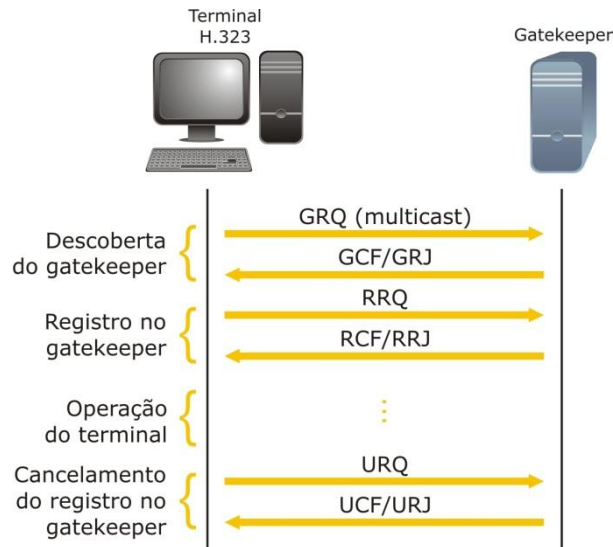 Terminal
H.323
Gatekeeper
GRQ (multicast)
Descoberta
do gatekeeper
GCF/GRJ
RRQ
Registro no
gatekeeper
RCF/RRJ
Operação
do terminal
URQ
Cancelamento
do registro no
gatekeeper
UCF/URJ